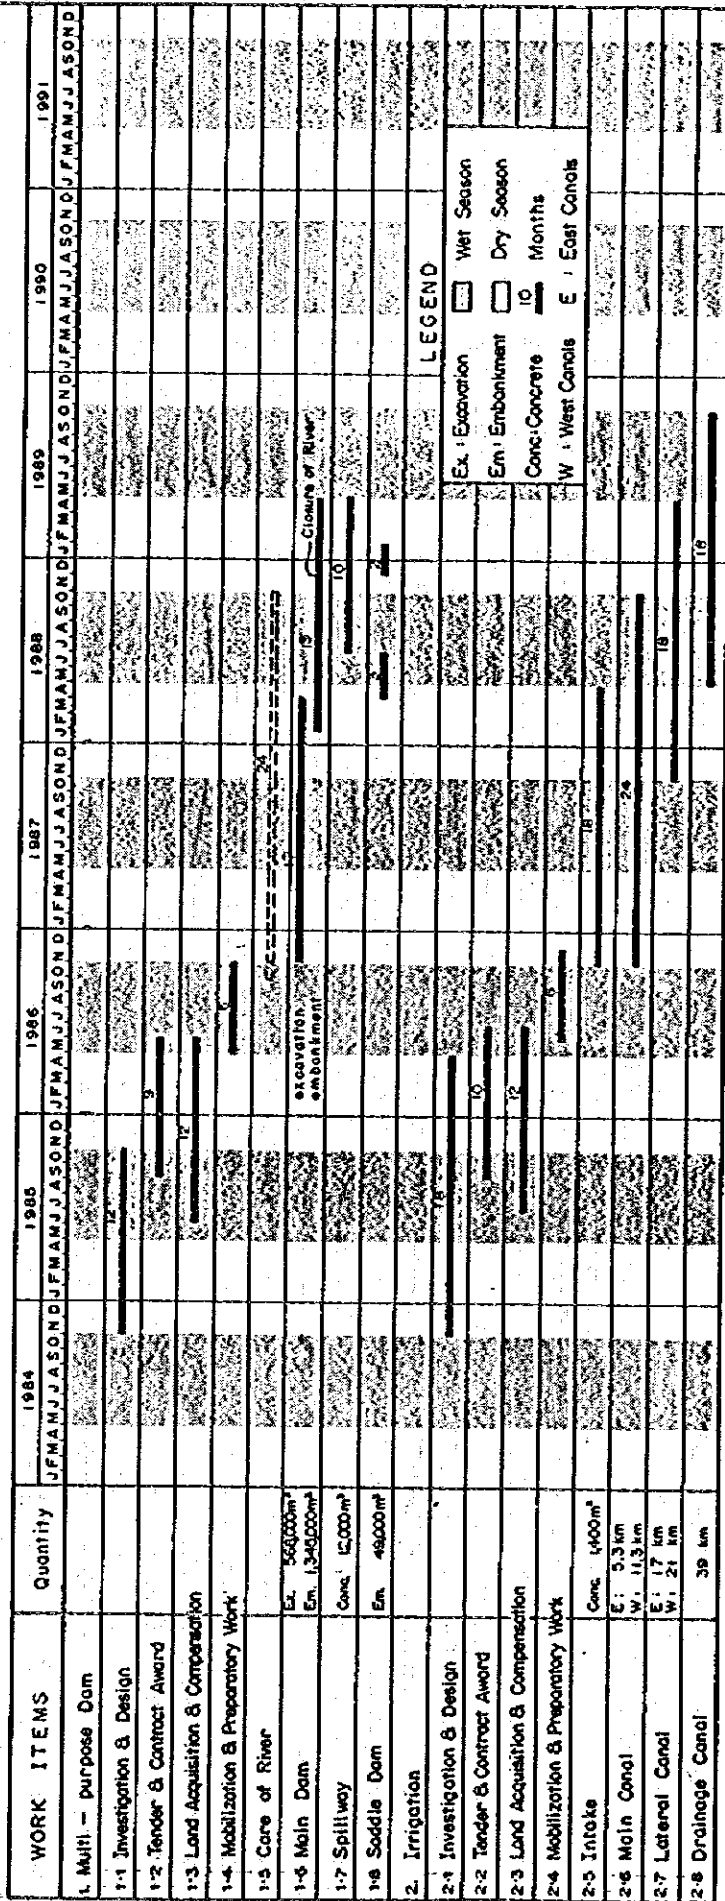 WORK ITEMS Quantity 1984 1985 1986 1987 1988 1989 1990 1991
J F M A M J J A S O N D J F M A M J J A S O N D J F M A M J J A S O N D J F M A M J J A S O N D J F M A M J J A S O N D J F M A M J J A S O N D J F M A M J J A S O N D J F M A M J J A S O N D
1. Multi - purpose Dam
1·1 Investigation & Design 12
1·2 Tender & Contract Award 9
1·3 Land Acquisition & Compensation 12
1·4 Mobilization & Preparatory Work
1·5 Care of River 24
1·6 Main Dam Ex. 566,000m³ excavation
Em. 1,340,000m³ embankment 15 Closure of River
1·7 Spillway Conc. 12,000m³ 10
1·8 Saddle Dam Em. 49,000m³
2. Irrigation
LEGEND
Ex. : Excavation Wet Season
Em : Embankment Dry Season
Conc : Concrete 10 Months
W : West Canals E : East Canals
2·1 Investigation & Design 18
2·2 Tender & Contract Award 10
2·3 Land Acquisition & Compensation 12
2·4 Mobilization & Preparatory Work 6
2·5 Intake Conc. 1,400m³ 18
2·6 Main Canal E : 5.3 km 24
W : 11.3 km
2·7 Lateral Canal E : 17 km 18
W : 21 km
2·8 Drainage Canal 39 km 18